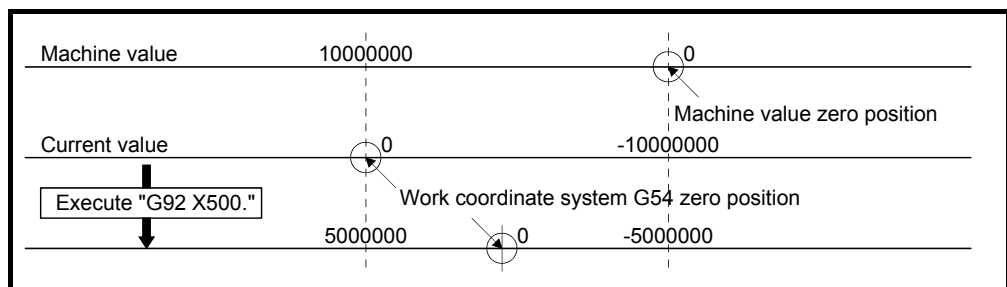 Machine value 10000000 0
Machine value zero position
Current value 0 -10000000
Execute "G92 X500."
Work coordinate system G54 zero position
5000000 0 -5000000